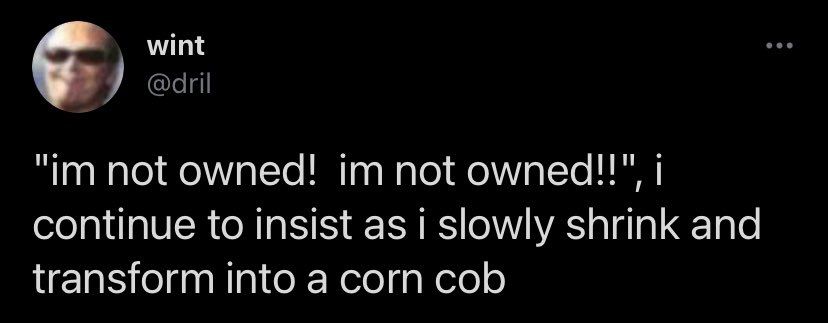 wint
@dril
"im not owned!  im not owned!!", i
continue to insist as i slowly shrink and
transform into a corn cob